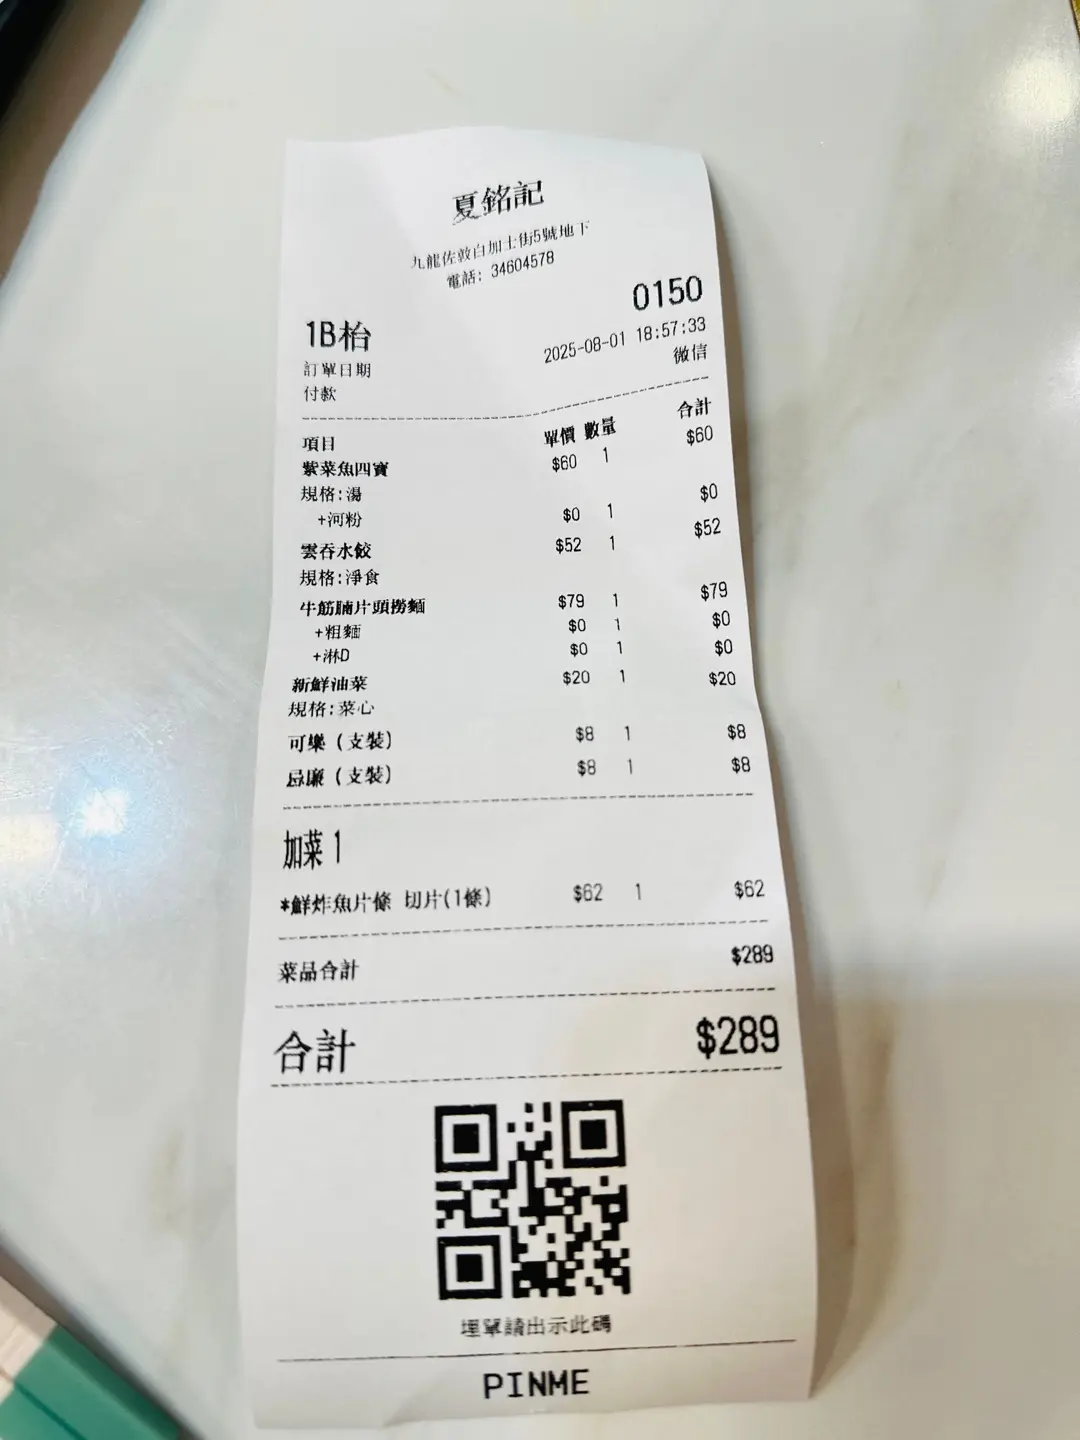 夏銘記
九龍佐敦白加士街5號地下
電話: 34604578
0150
1B枱
訂單日期 2025-08-01 18:57:33
付款 微信
項目 單價 數量 合計
紫菜魚四寶 $60 1 $60
規格:湯
+河粉 $0 1 $0
雲吞水餃 $52 1 $52
規格:淨食
牛筋腩片頭撈麵 $79 1 $79
+粗麵 $0 1 $0
+淋D $0 1 $0
新鮮油菜 $20 1 $20
規格:菜心
可樂 (支裝) $8 1 $8
忌廉 (支裝) $8 1 $8
加菜 1
*鮮炸魚片條 切片(1條) $62 1 $62
菜品合計 $289
合計 $289
埋單請出示此碼
PINME